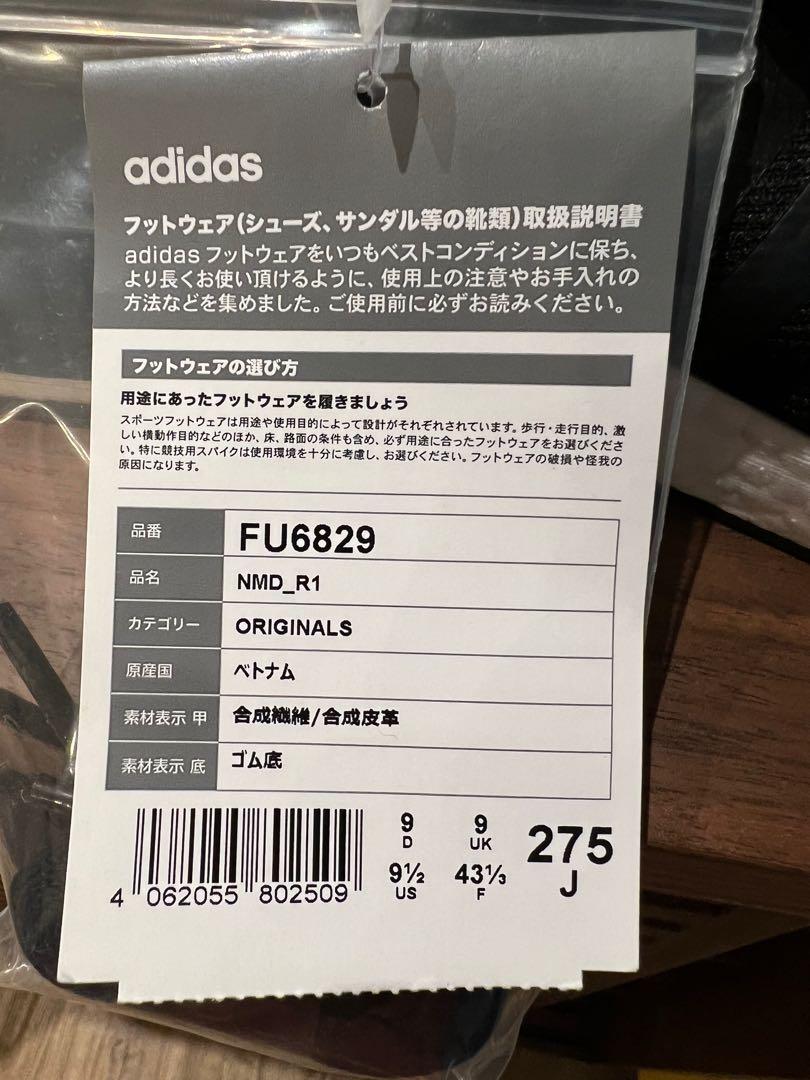 adidas
フットウェア(シューズ、サンダル等の靴類)取扱説明書
adidas フットウェアをいつもベストコンディションに保ち、
より長くお使い頂けるように、使用上の注意やお手入れの
方法などを集めました。ご使用前に必ずお読みください。
フットウェアの選び方
用途にあったフットウェアを履きましょう
スポーツフットウェアは用途や使用目的によって設計がそれぞれされています。歩行・走行目的、激
しい横動作目的などのほか、床、路面の条件も含め、必ず用途に合ったフットウェアをお選びくださ
い。特に競技用スパイクは使用環境を十分に考慮し、お選びください。フットウェアの破損や怪我の
原因になります。
品番 FU6829
品名 NMD_R1
カテゴリー ORIGINALS
原産国 ベトナム
素材表示 甲 合成繊維/合成皮革
素材表示 底 ゴム底
9 9 275
D UK J
9½ 43⅓
US F
4 062055 802509